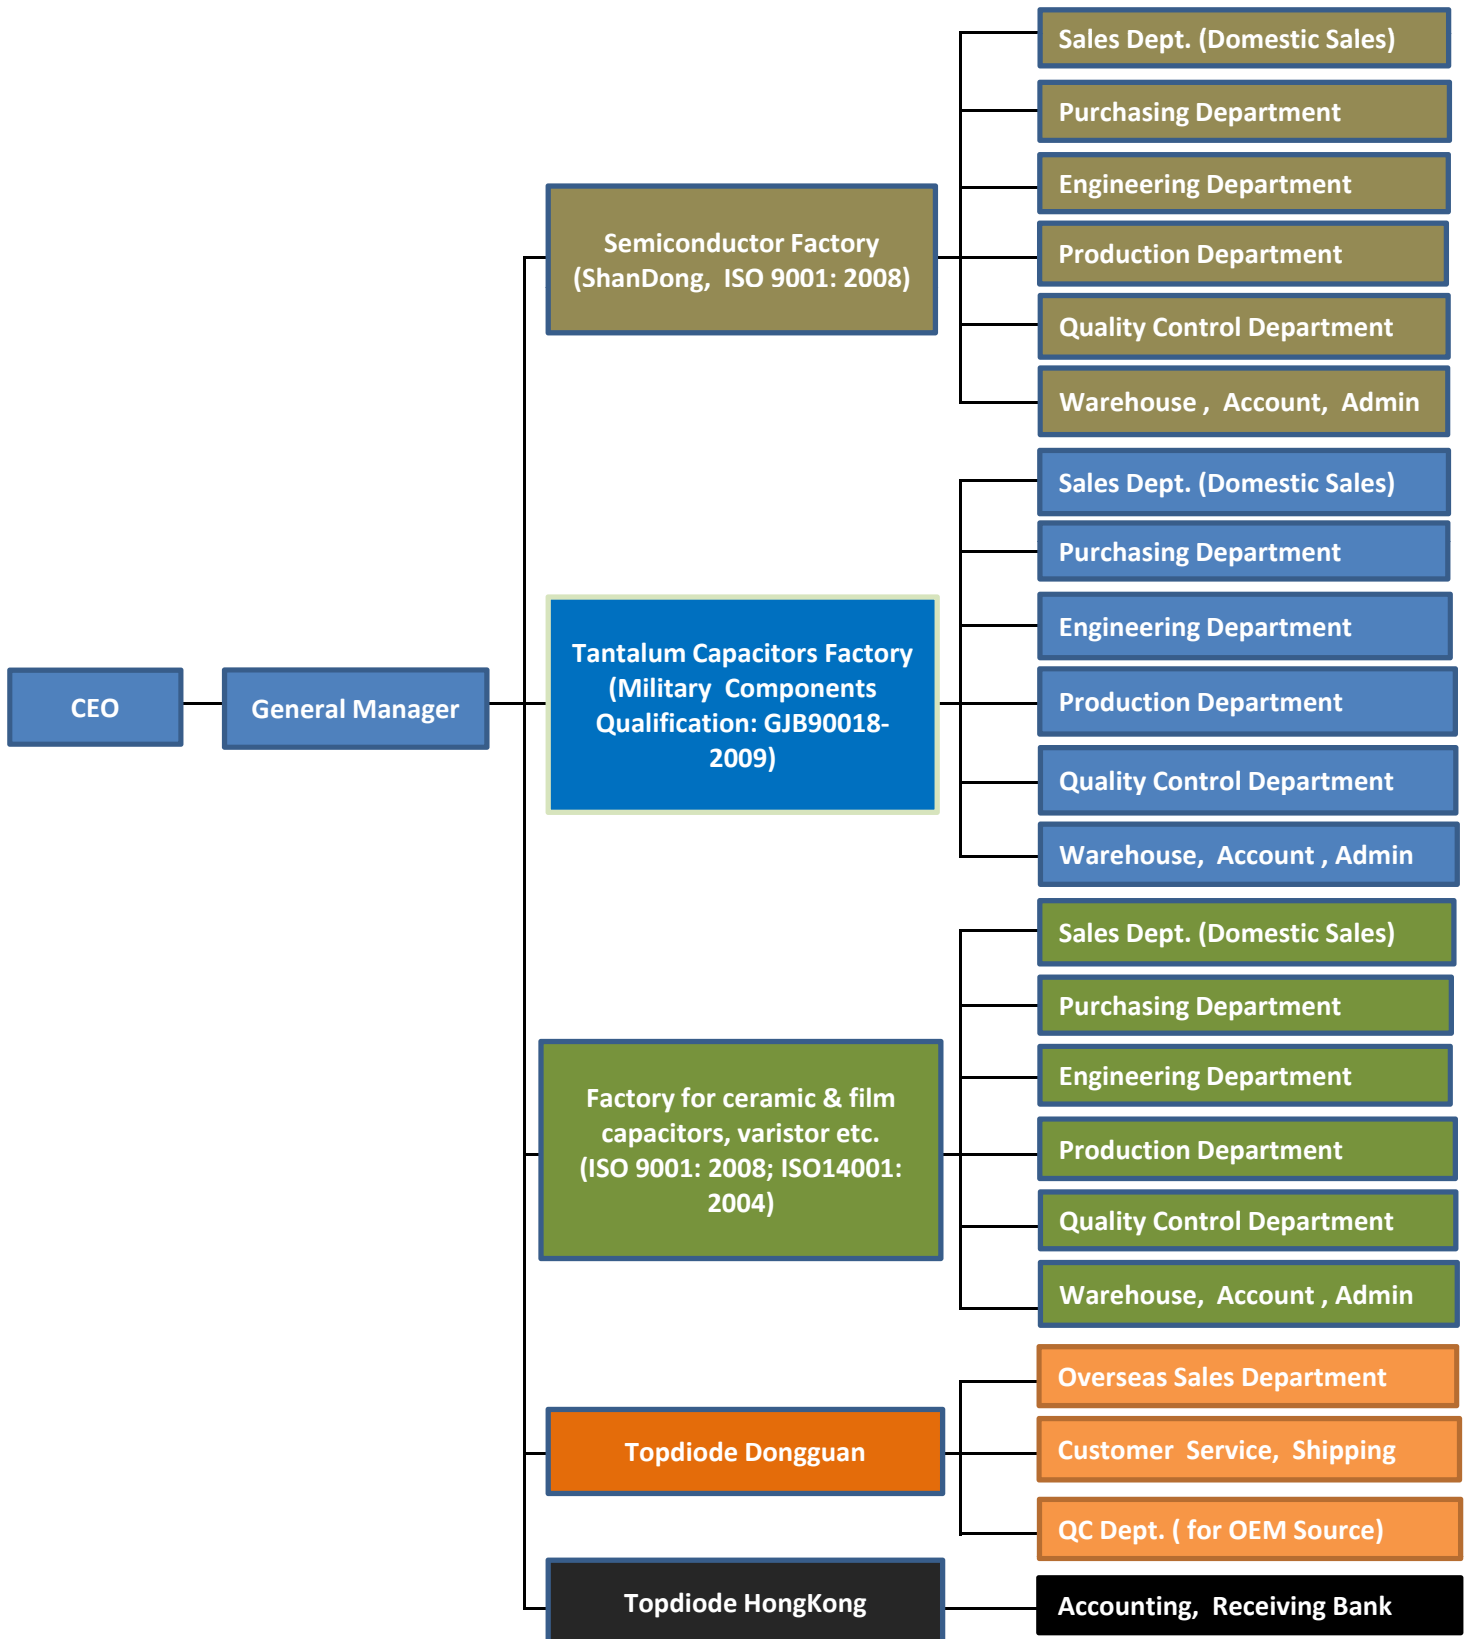 CEO
General Manager
Semiconductor Factory
(ShanDong, ISO 9001: 2008)
Sales Dept. (Domestic Sales)
Purchasing Department
Engineering Department
Production Department
Quality Control Department
Warehouse , Account, Admin
Tantalum Capacitors Factory
(Military Components
Qualification: GJB90018-
2009)
Sales Dept. (Domestic Sales)
Purchasing Department
Engineering Department
Production Department
Quality Control Department
Warehouse, Account , Admin
Factory for ceramic & film
capacitors, varistor etc.
(ISO 9001: 2008; ISO14001:
2004)
Sales Dept. (Domestic Sales)
Purchasing Department
Engineering Department
Production Department
Quality Control Department
Warehouse, Account , Admin
Topdiode Dongguan
Overseas Sales Department
Customer Service, Shipping
QC Dept. ( for OEM Source)
Topdiode HongKong
Accounting, Receiving Bank